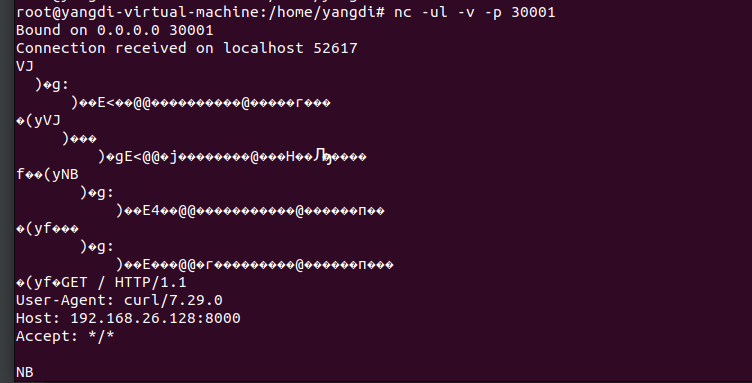 root@yangdi-virtual-machine:/home/yangdi# nc -ul -v -p 30001
Bound on 0.0.0.0 30001
Connection received on localhost 52617
VJ
)�g:
)��E<��@@����������@�����r���
�(yVJ
)���
)�gE<@@�j��������@���H��Љ�����
f��(yNB
)�g:
)��E4��@@�����������@������п��
�(yf���
)�g:
)��E���@@�г���������@������п���
�(yf�GET / HTTP/1.1
User-Agent: curl/7.29.0
Host: 192.168.26.128:8000
Accept: */*
NB